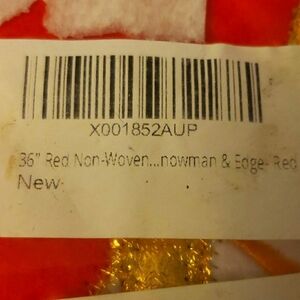 X001852AUP
36" Red Non-Woven...nowman & Edge- Red
New